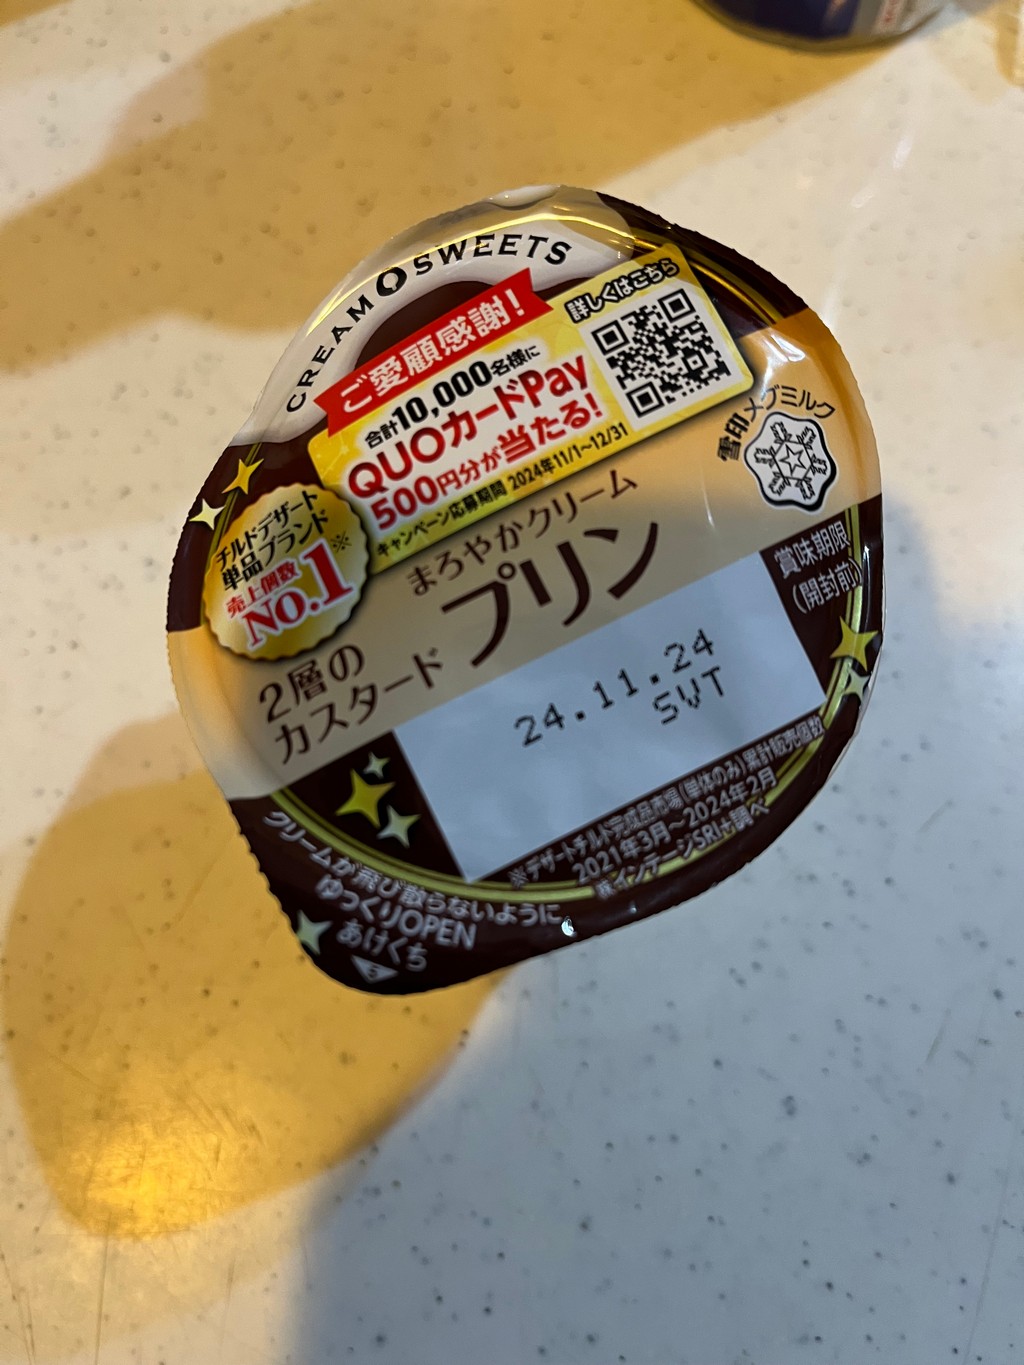 CREAM SWEETS
ご愛顧感謝!
合計10,000名様に
QUOカードPay
500円分が当たる!
キャンペーン応募期間 2024年11/1〜12/31
詳しくはこちら
雪印メグミルク
チルドデザート
単品ブランド※
売上個数
NO.1
まろやかクリーム
2層の
カスタード
プリン
賞味期限
(開封前)
24.11.24
SVT
※デザートチルド完成品市場(単体のみ)累計販売個数
2021年3月〜2024年2月
㈱インテージSRI+調べ
クリームが飛び散らないように
ゆっくりOPEN
あけくち